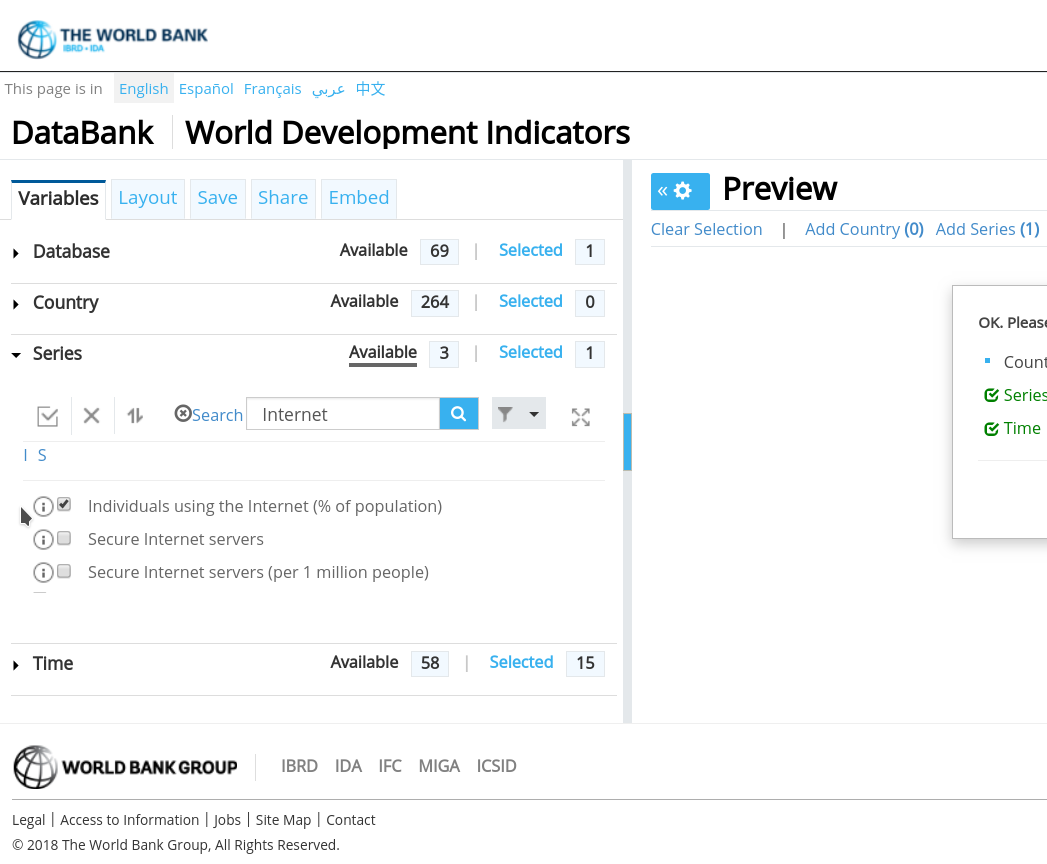 THE WORLD BANK
IBRD • IDA
This page is in English Español Français عربي 中文
DataBank World Development Indicators
Variables Layout Save Share Embed
« Preview
Clear Selection | Add Country (0) Add Series (1)
Database Available 69 | Selected 1
Country Available 264 | Selected 0
Series Available 3 | Selected 1
Search Internet
I S
Individuals using the Internet (% of population)
Secure Internet servers
Secure Internet servers (per 1 million people)
Time Available 58 | Selected 15
OK. Please
Count
Series
Time
WORLD BANK GROUP IBRD IDA IFC MIGA ICSID
Legal | Access to Information | Jobs | Site Map | Contact
© 2018 The World Bank Group, All Rights Reserved.